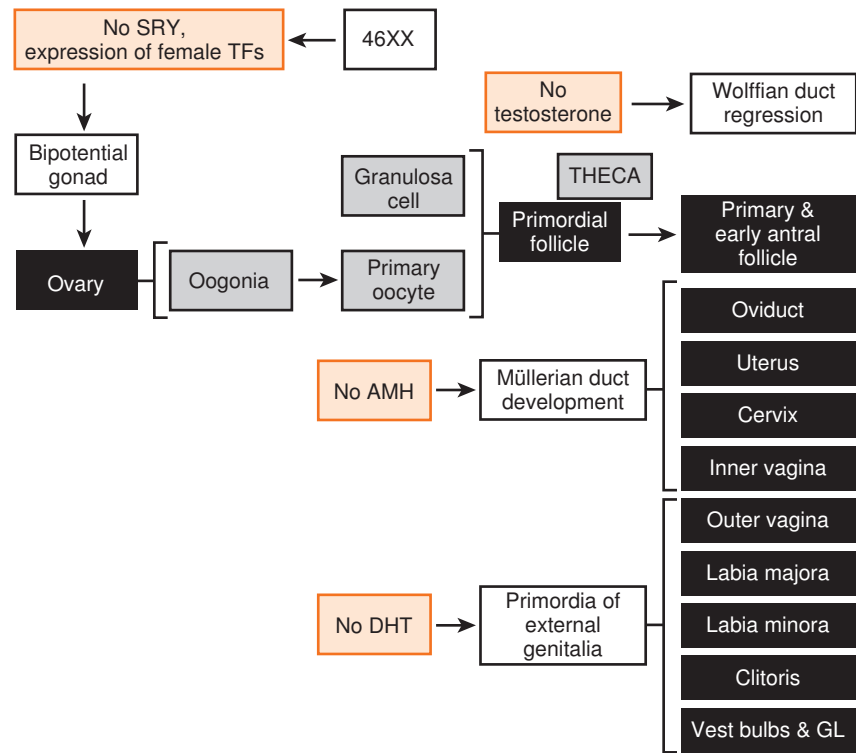 No SRY,
expression of female TFs
46XX
No
testosterone
Wolffian duct
regression
Bipotential
gonad
Granulosa
cell
THECA
Primordial
follicle
Primary &
early antral
follicle
Ovary
Oogonia
Primary
oocyte
Oviduct
Uterus
No AMH
Müllerian duct
development
Cervix
Inner vagina
Outer vagina
Labia majora
No DHT
Primordia of
external
genitalia
Labia minora
Clitoris
Vest bulbs & GL